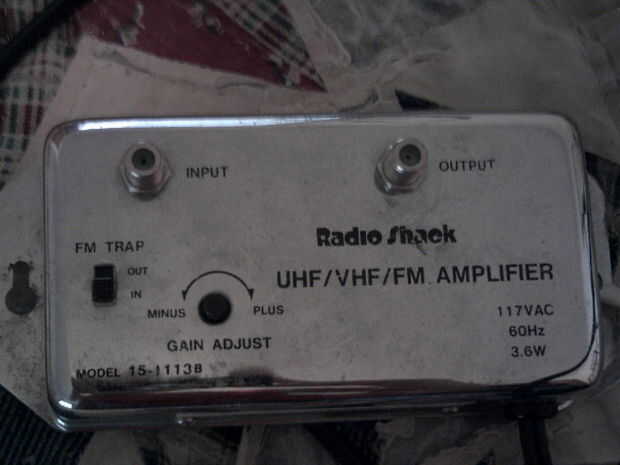 INPUT
OUTPUT
Radio Shack
FM TRAP
OUT
IN
UHF/VHF/FM AMPLIFIER
MINUS
PLUS
GAIN ADJUST
117VAC
60Hz
3.6W
MODEL 15-1113B